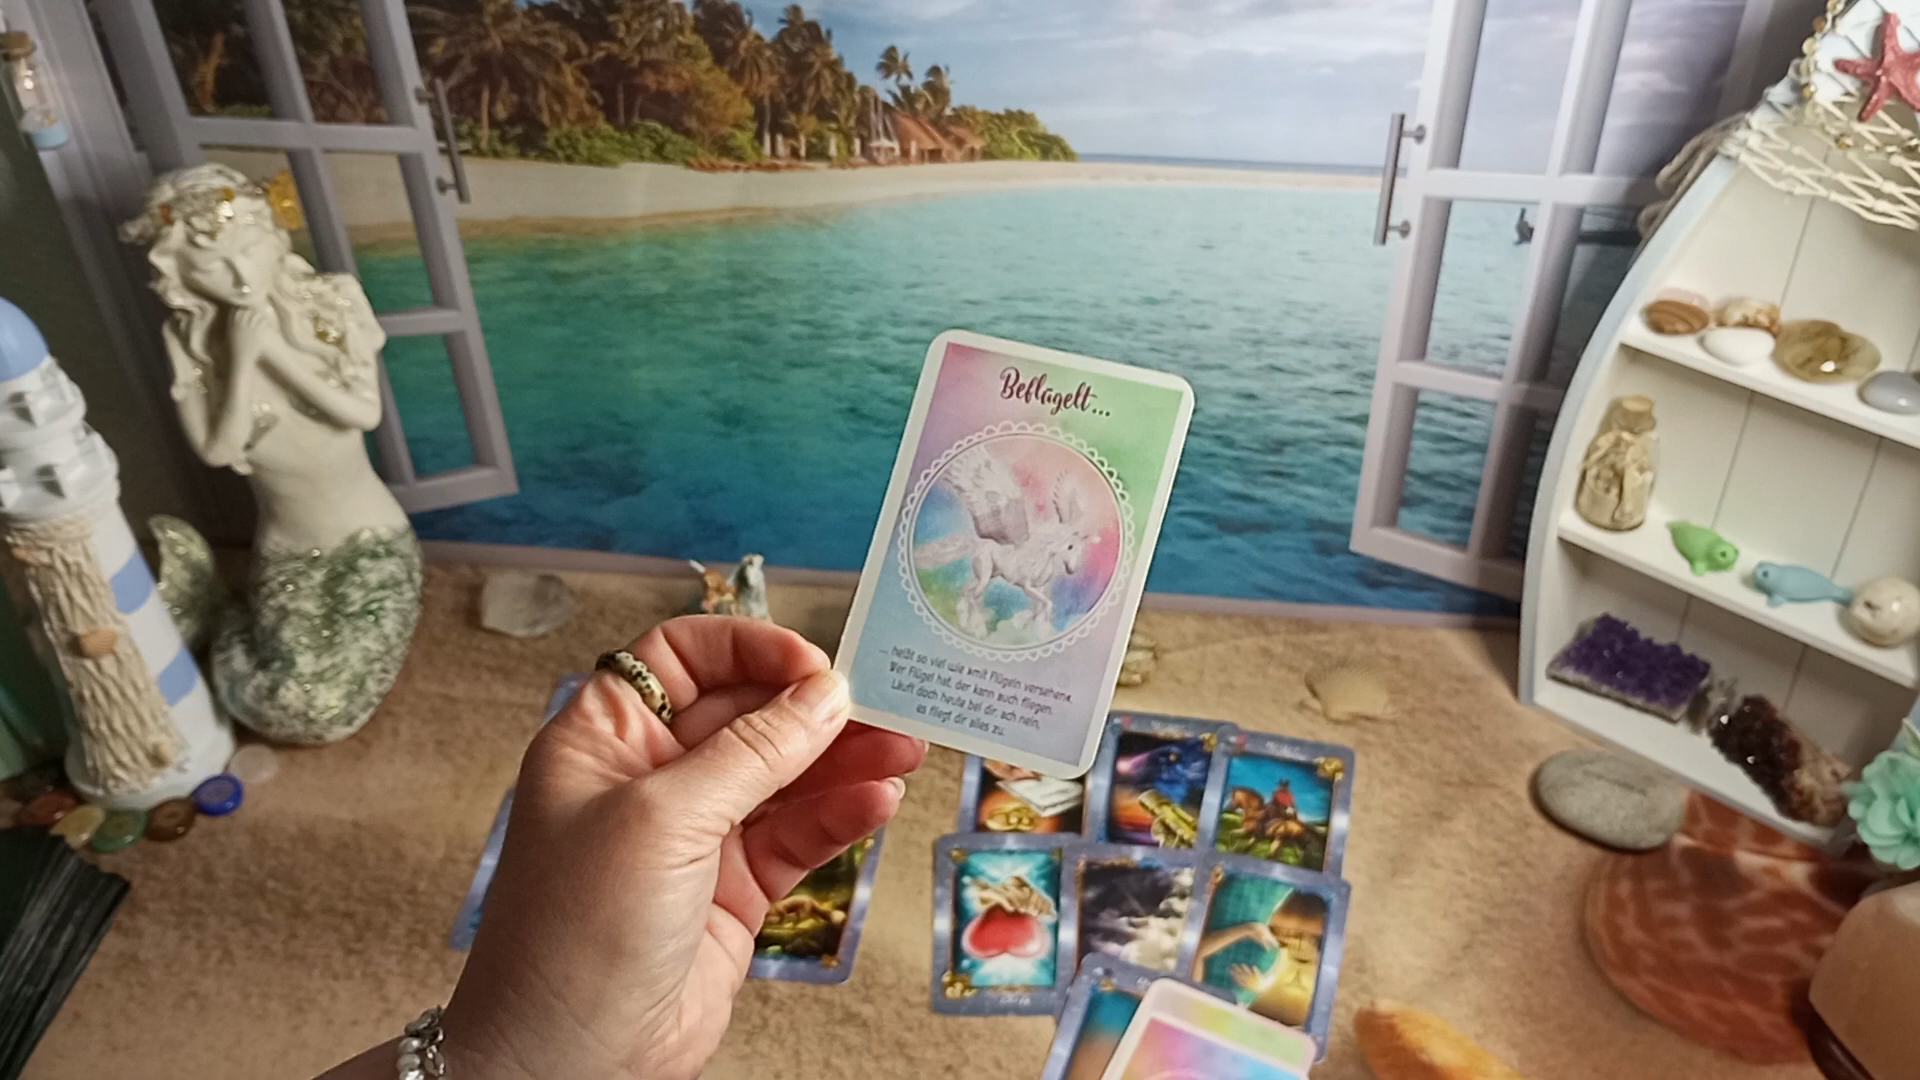 Beflügelt...
... heißt so viel wie »mit Flügeln versehen«.
Wer Flügel hat, der kann auch fliegen.
Läuft doch heute bei dir, ach nein,
es fliegt dir alles zu.